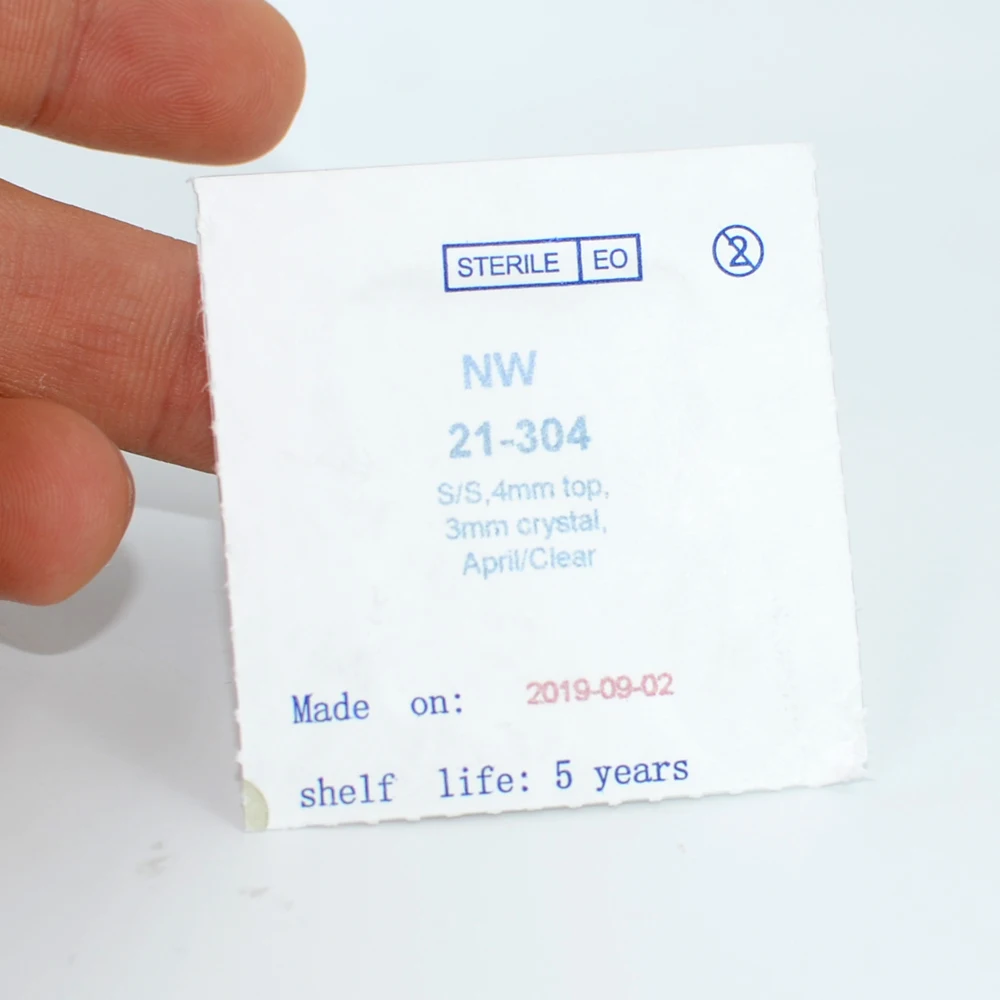 STERILE EO
2
NW
21-304
S/S,4mm top,
3mm crystal,
April/Clear
Made on: 2019-09-02
shelf life: 5 years